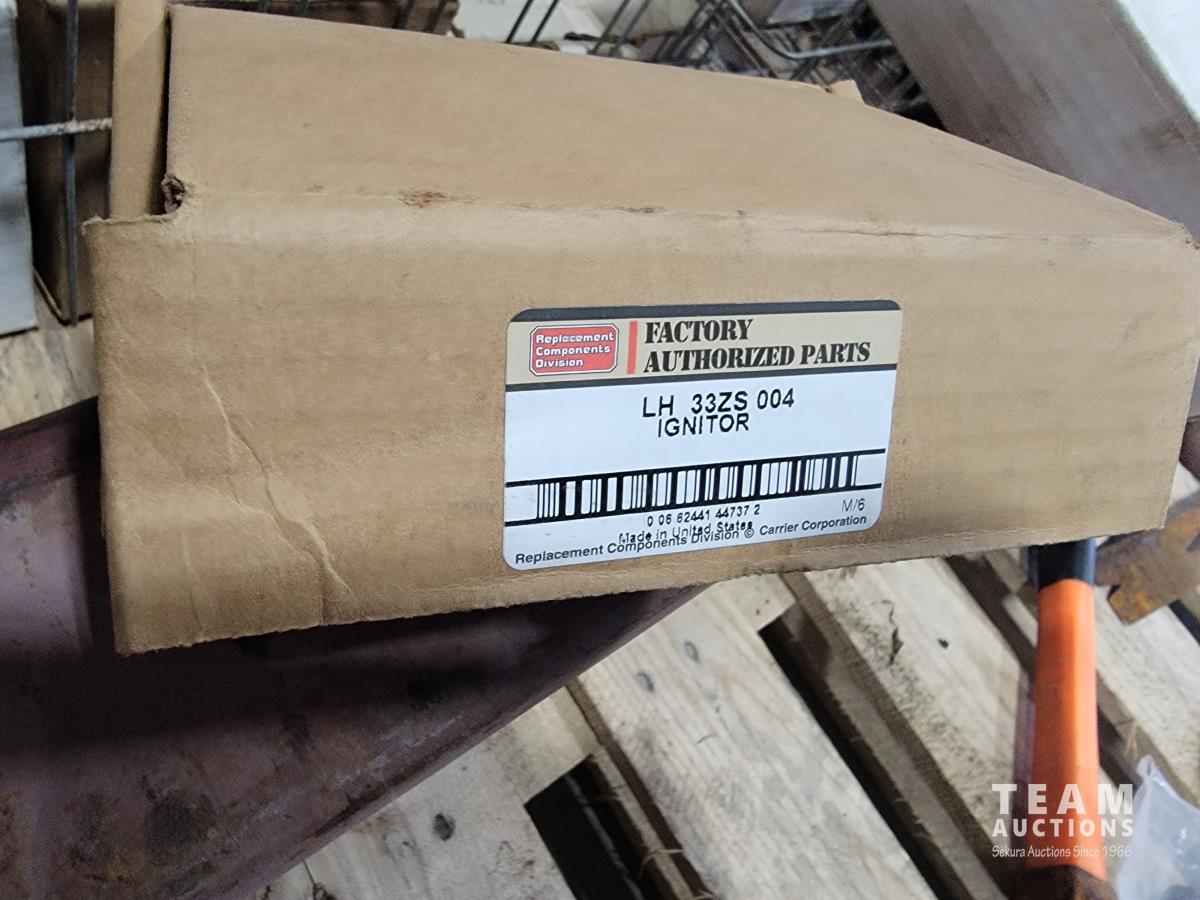 Replacement
Components
Division
FACTORY
AUTHORIZED PARTS
LH 33ZS 004
IGNITOR
0 06 62441 44737 2
M/6
Made in United States
Replacement Components Division © Carrier Corporation
TEAM
AUCTIONS
Sekura Auctions Since 1966